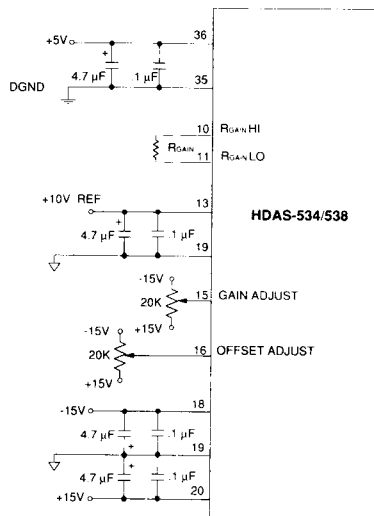 +5V 36
+
4.7 µF .1 µF
DGND 35
10 RGAIN HI
RGAIN
11 RGAIN LO
+10V REF 13
HDAS-534/538
+
4.7 µF .1 µF
19
-15V
15 GAIN ADJUST
20K
-15V +15V
16 OFFSET ADJUST
20K
+15V
-15V 18
4.7 µF .1 µF
+ 19
+
4.7 µF .1 µF
+15V 20